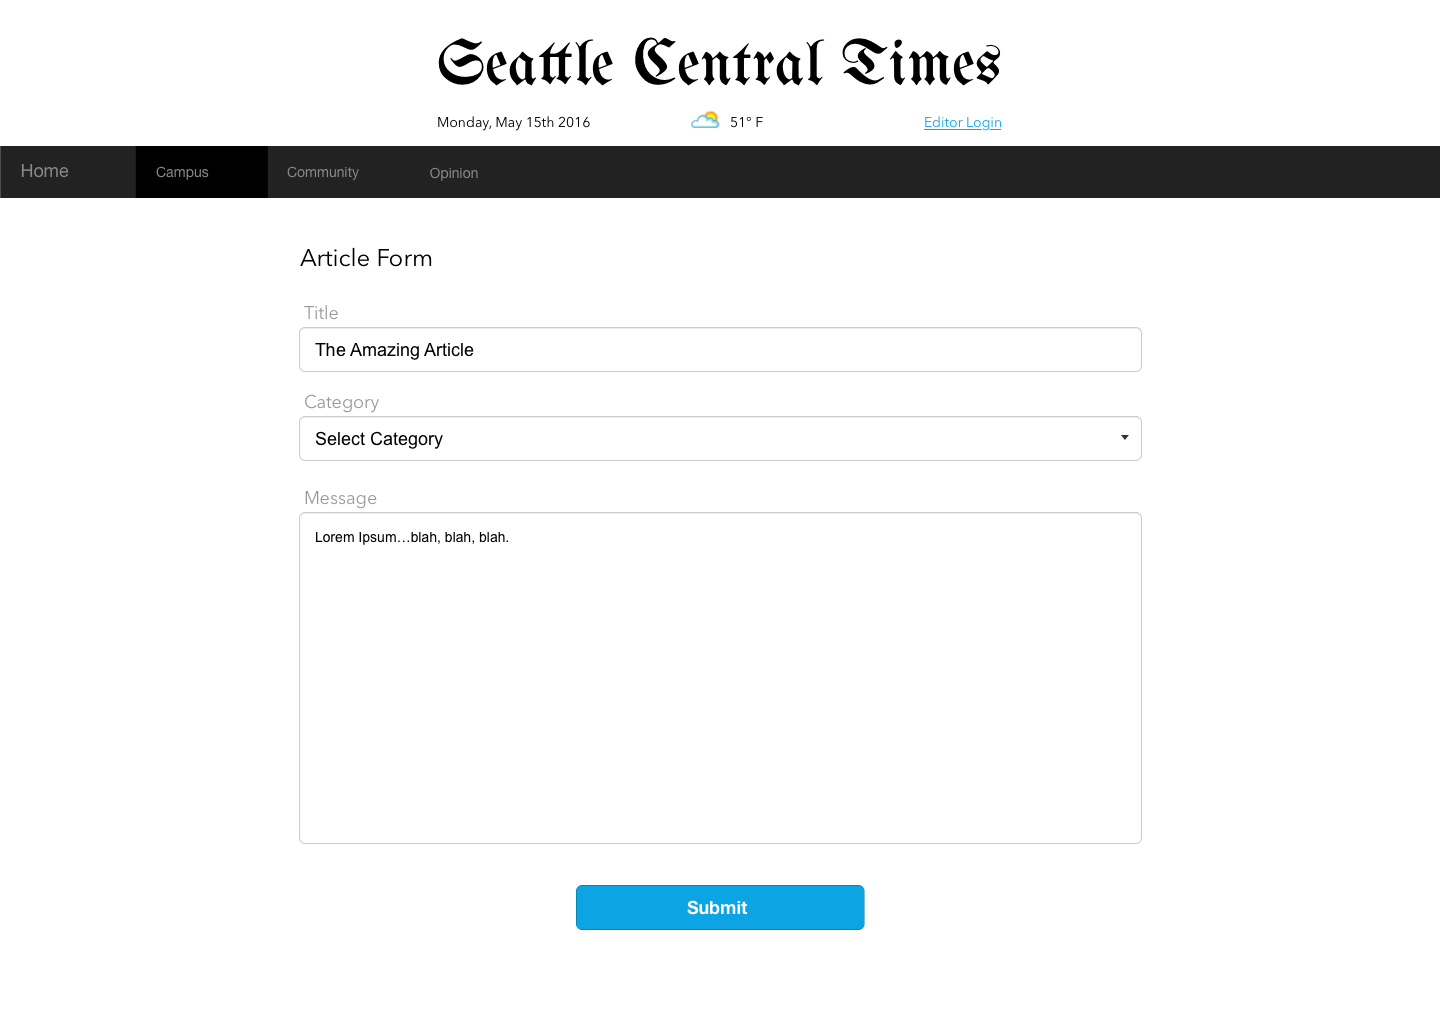 Seattle Central Times
Monday, May 15th 2016 51° F Editor Login
Home Campus Community Opinion
Article Form
Title
The Amazing Article
Category
Select Category
Message
Lorem Ipsum...blah, blah, blah.
Submit